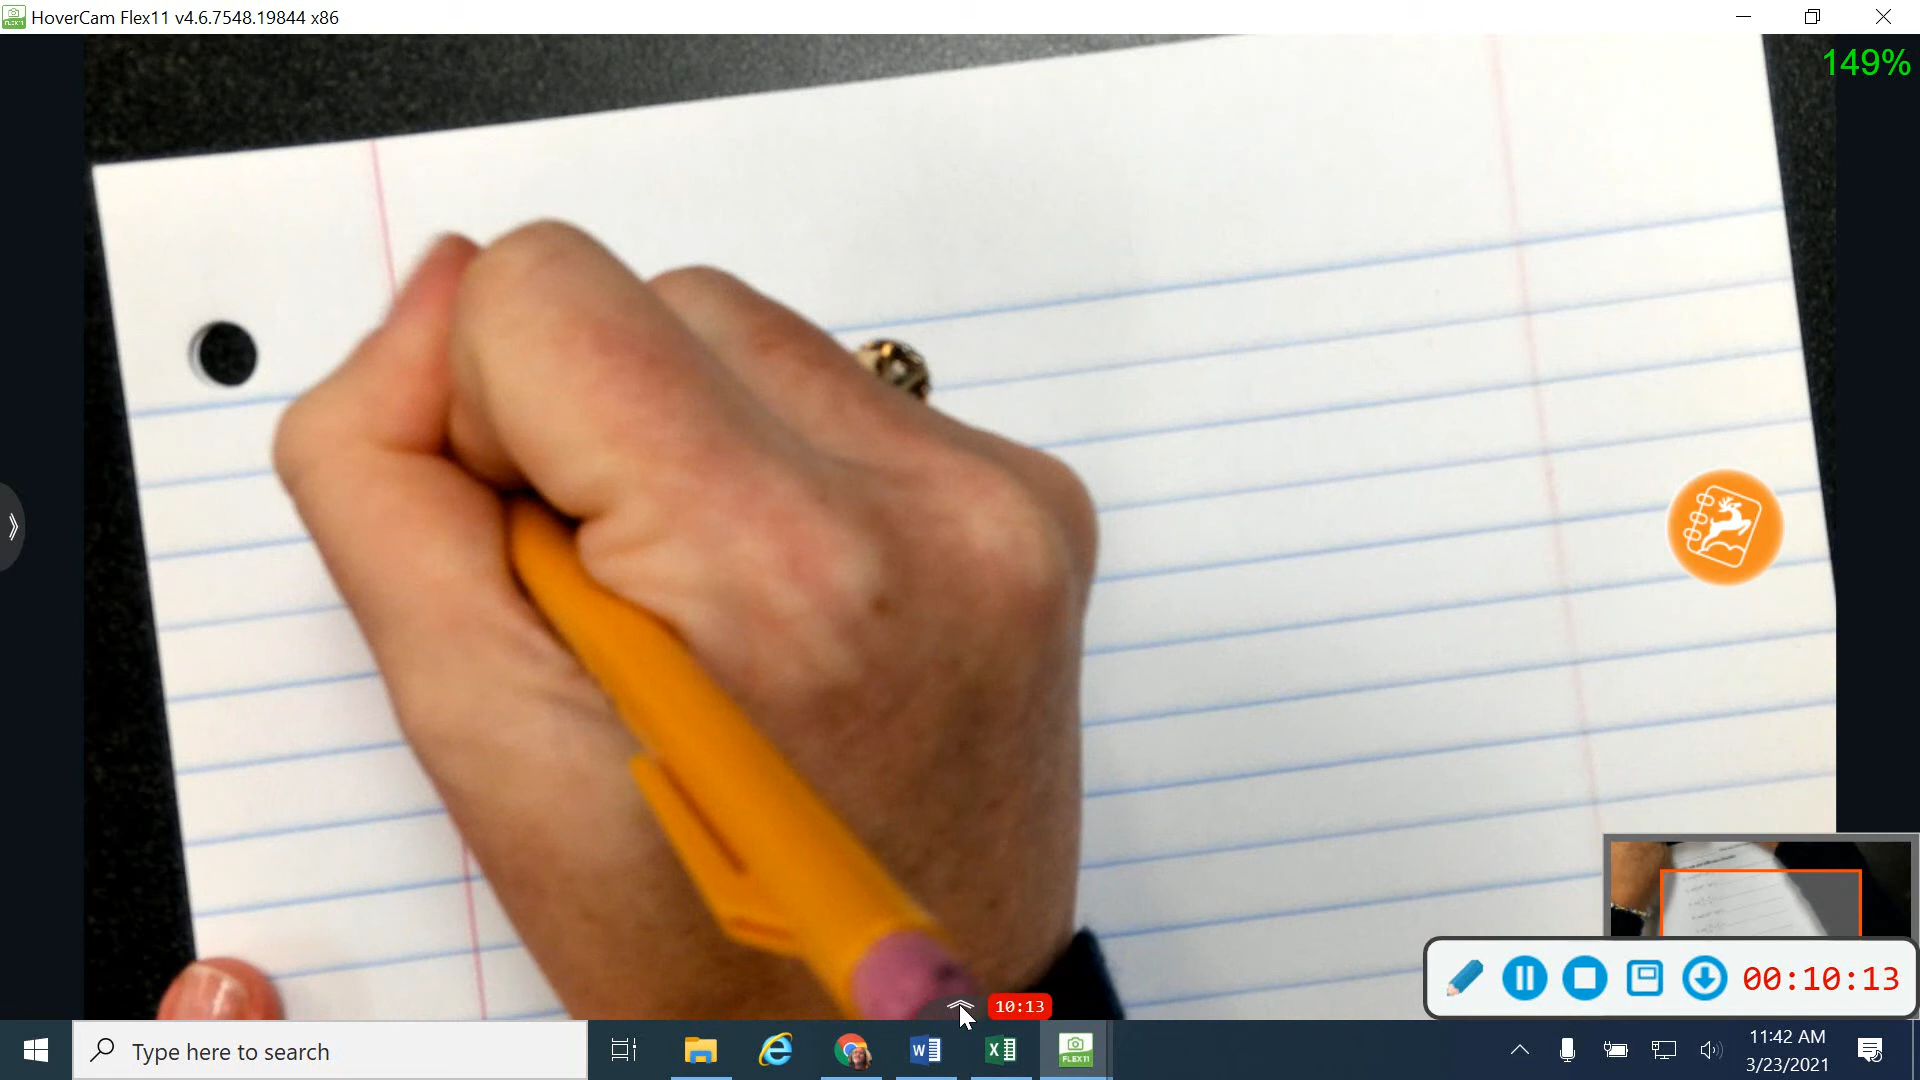 HoverCam Flex11 v4.6.7548.19844 x86
149%
00:10:13
10:13
Type here to search
FLEX11
11:42 AM
3/23/2021